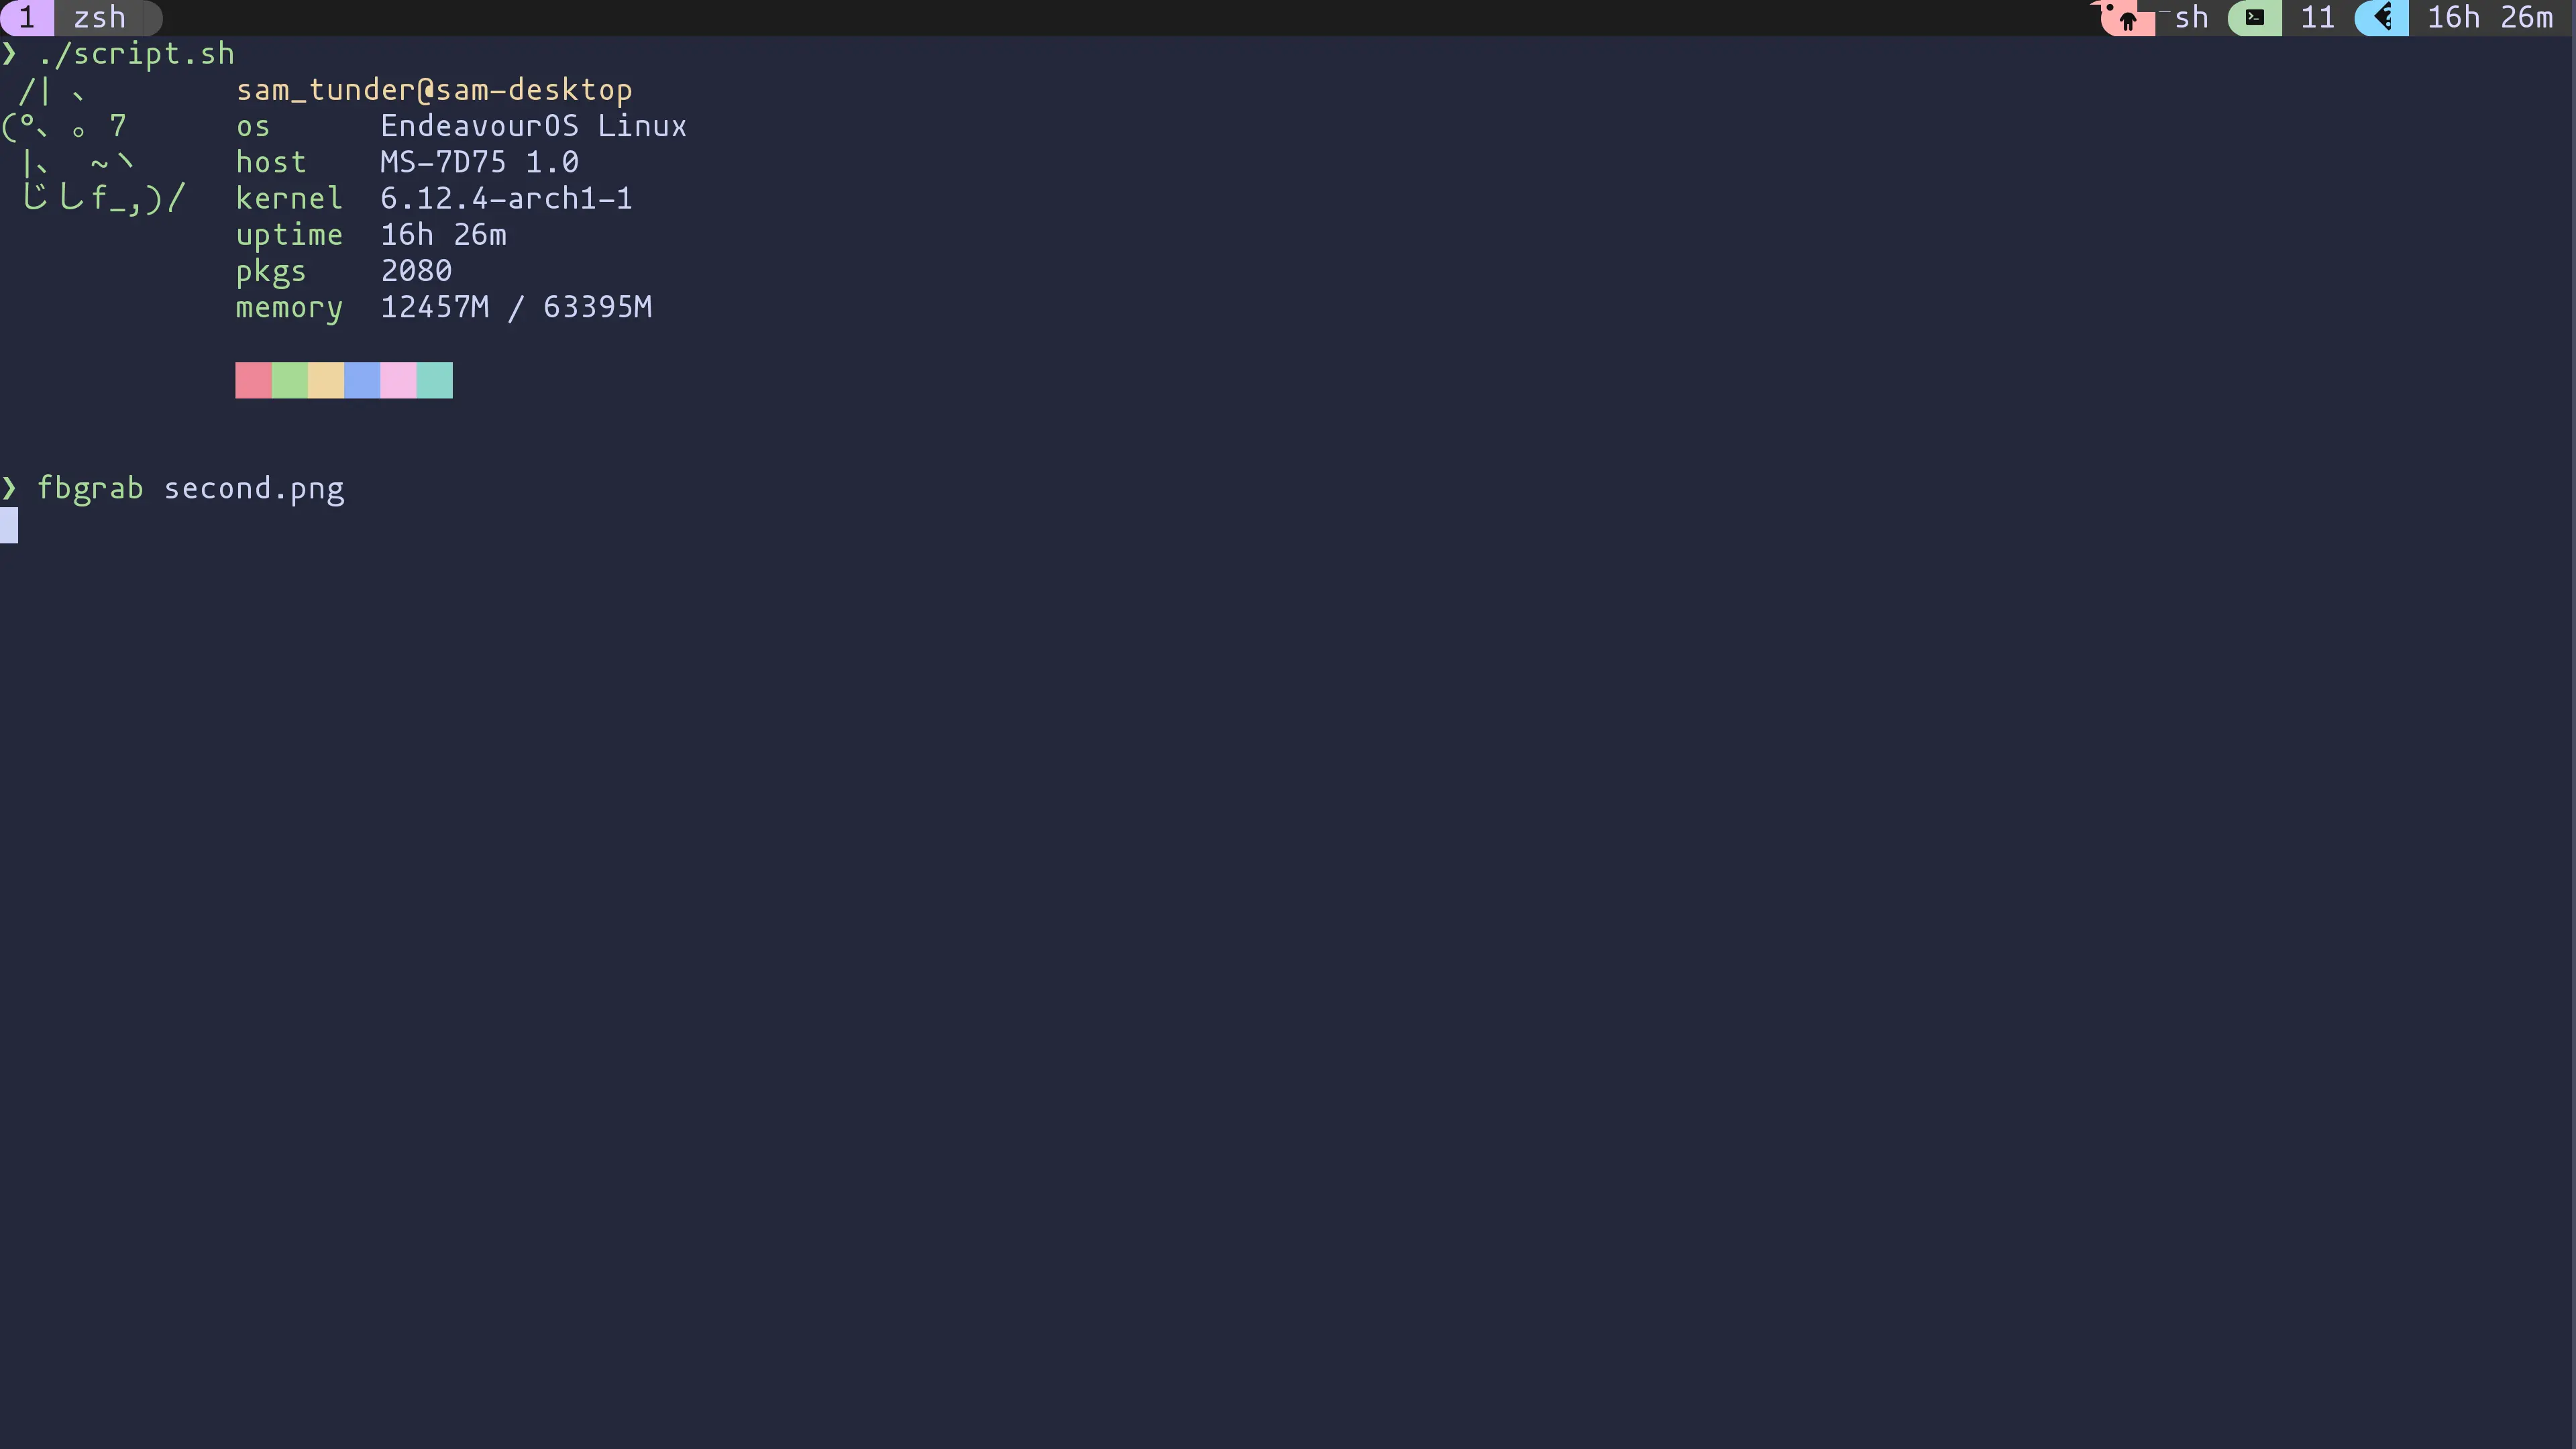 1 zsh sh 11 16h 26m
❯ ./script.sh
/| 、 sam_tunder@sam-desktop
(°、 。7 os EndeavourOS Linux
|、 ~ヽ host MS-7D75 1.0
じしf_,)/ kernel 6.12.4-arch1-1
uptime 16h 26m
pkgs 2080
memory 12457M / 63395M
❯ fbgrab second.png